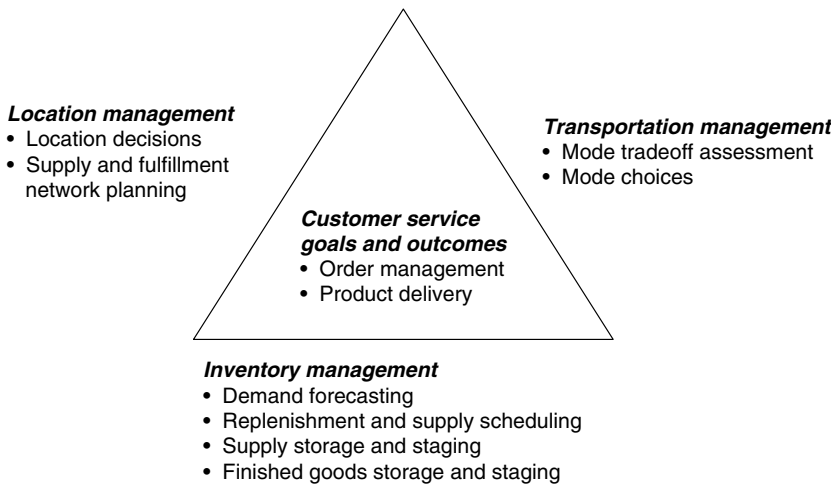 Location management
• Location decisions
• Supply and fulfillment
network planning
Transportation management
• Mode tradeoff assessment
• Mode choices
Customer service
goals and outcomes
• Order management
• Product delivery
Inventory management
• Demand forecasting
• Replenishment and supply scheduling
• Supply storage and staging
• Finished goods storage and staging